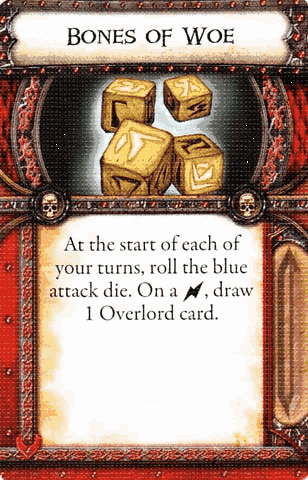 Bones of Woe
At the start of each of
your turns, roll the blue
attack die. On a , draw
1 Overlord card.